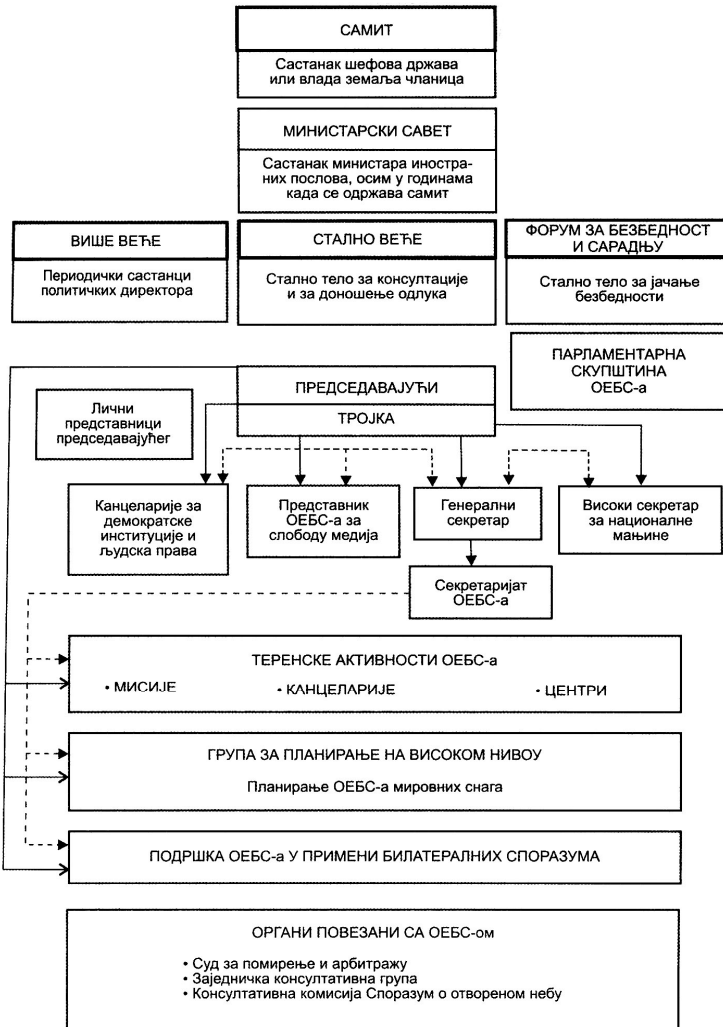 САМИТ
Састанак шефова држава
или влада земаља чланица
МИНИСТАРСКИ САВЕТ
Састанак министара иностра-
них послова, осим у годинама
када се одржава самит
ВИШЕ ВЕЋЕ
Периодички састанци
политичких директора
СТАЛНО ВЕЋЕ
Стално тело за консултације
и за доношење одлука
ФОРУМ ЗА БЕЗБЕДНОСТ
И САРАДЊУ
Стално тело за јачање
безбедности
ПАРЛАМЕНТАРНА
СКУПШТИНА
ОЕБС-а
ПРЕДСЕДАВАЈУЋИ
ТРОЈКА
Лични
представници
председавајућег
Канцеларије за
демократске
институције и
људска права
Представник
ОЕБС-а за
слободу медија
Генерални
секретар
Високи секретар
за националне
мањине
Секретаријат
ОЕБС-а
ТЕРЕНСКЕ АКТИВНОСТИ ОЕБС-а
• МИСИЈЕ • КАНЦЕЛАРИЈЕ • ЦЕНТРИ
ГРУПА ЗА ПЛАНИРАЊЕ НА ВИСОКОМ НИВОУ
Планирање ОЕБС-а мировних снага
ПОДРШКА ОЕБС-а У ПРИМЕНИ БИЛАТЕРАЛНИХ СПОРАЗУМА
ОРГАНИ ПОВЕЗАНИ СА ОЕБС-ом
• Суд за помирење и арбитражу
• Заједничка консултативна група
• Консултативна комисија Споразум о отвореном небу